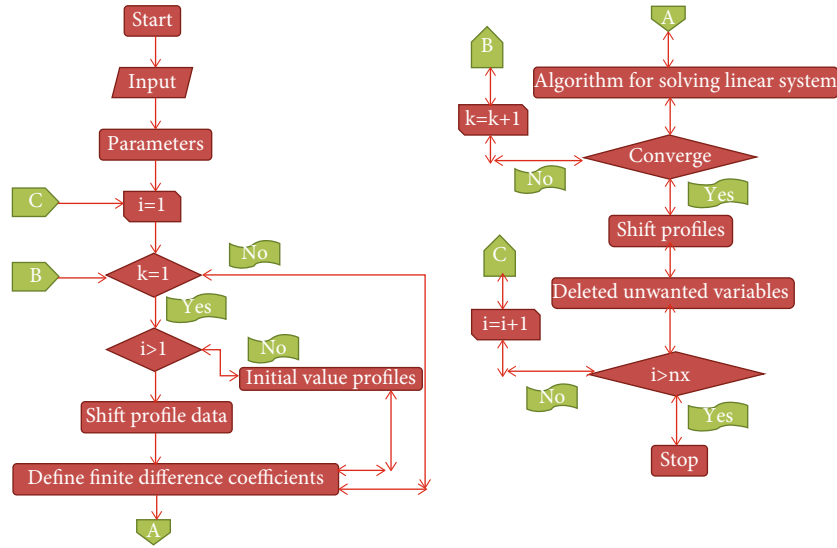 Start
Input
Parameters
C
i=1
No
B
k=1
Yes
i>1
No
Initial value profiles
Shift profile data
Define finite difference coefficients
A
A
B
Algorithm for solving linear system
k=k+1
Converge
No
Yes
Shift profiles
C
Deleted unwanted variables
i=i+1
i>nx
No
Yes
Stop